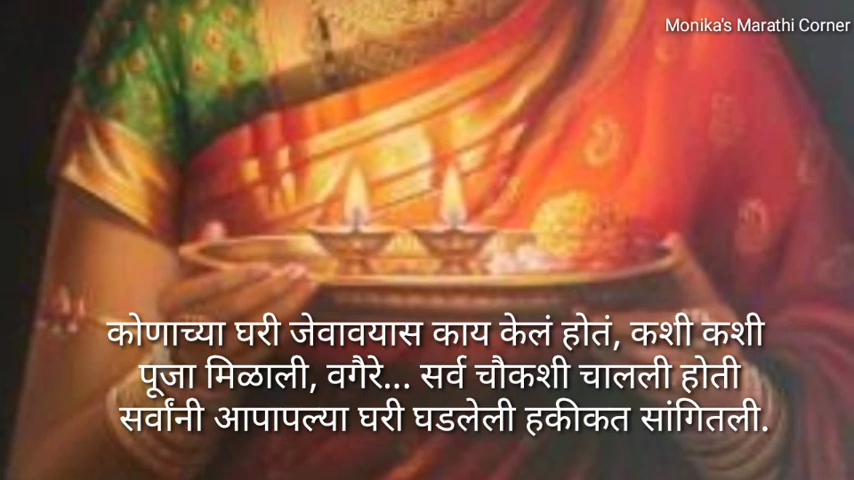 Monika's Marathi Corner
कोणाच्या घरी जेवावयास काय केलं होतं, कशी कशी
पूजा मिळाली, वगैरे... सर्व चौकशी चालली होती
सर्वांनी आपापल्या घरी घडलेली हकीकत सांगितली.